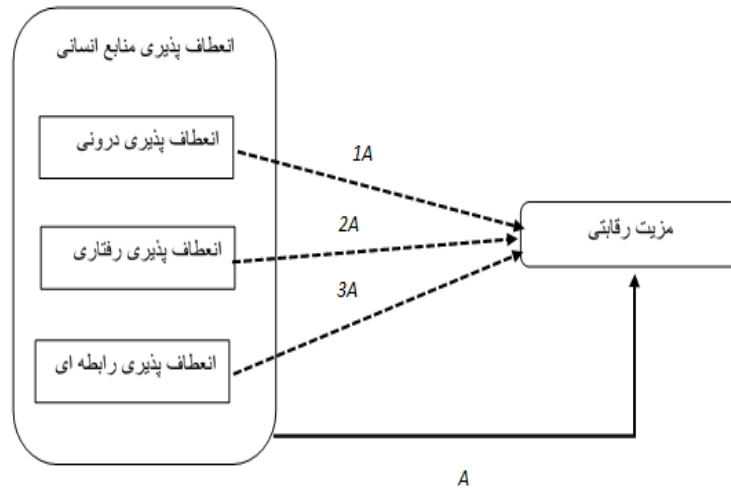 انعطاف پذیری منابع انسانی
انعطاف پذیری درونی
1A
انعطاف پذیری رفتاری
2A
مزیت رقابتی
3A
انعطاف پذیری رابطه ای
A